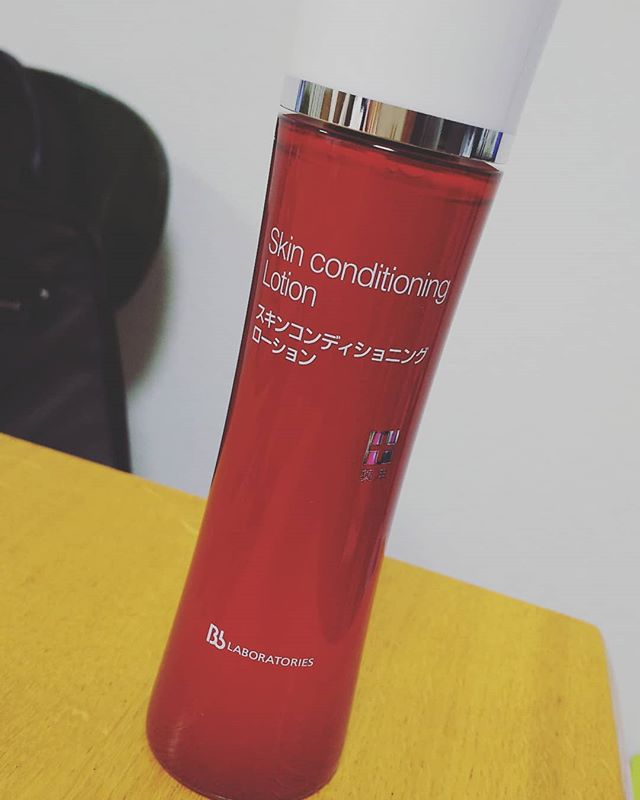 Skin conditioning
Lotion
スキンコンディショニング
ローション
Bb LABORATORIES